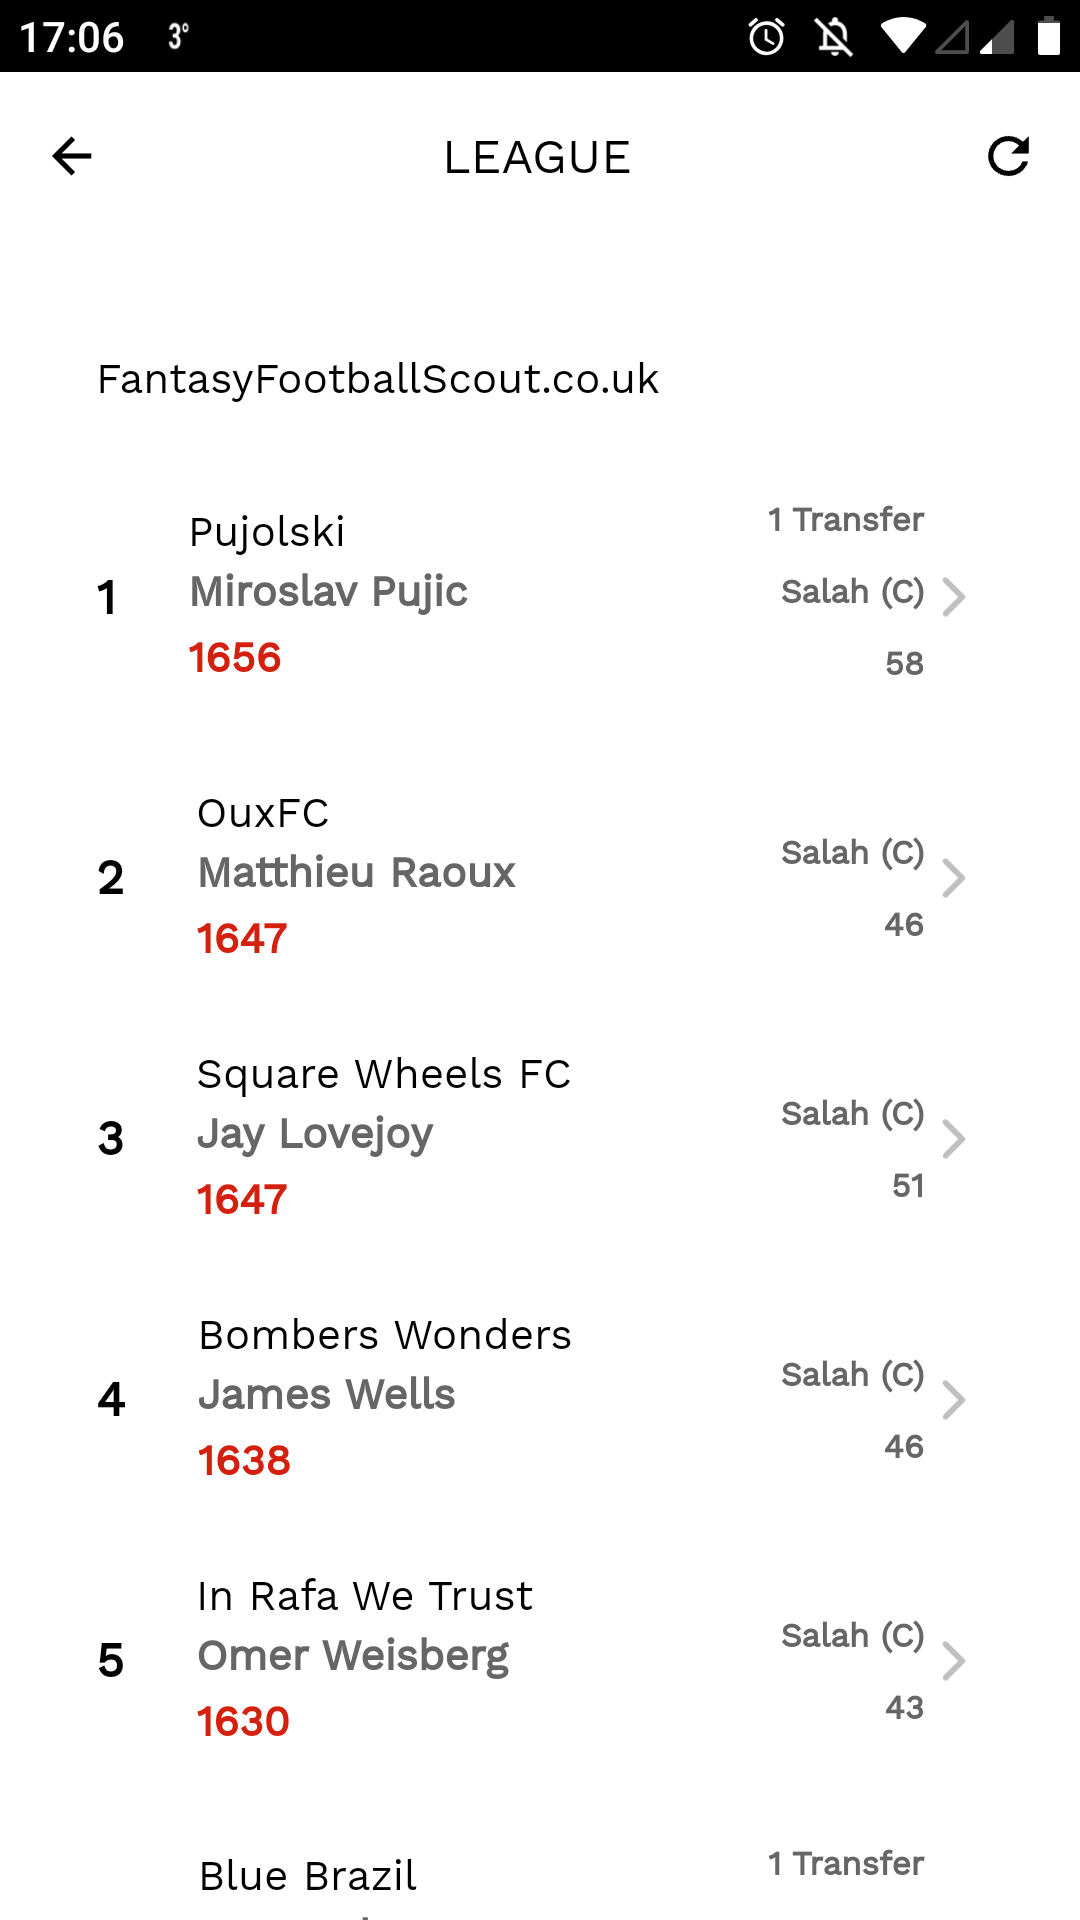 17:06 3°
LEAGUE
FantasyFootballScout.co.uk
1 Transfer
Pujolski
1 Miroslav Pujic Salah (C)
1656 58
OuxFC
2 Matthieu Raoux Salah (C)
1647 46
Square Wheels FC
3 Jay Lovejoy Salah (C)
1647 51
Bombers Wonders
4 James Wells Salah (C)
1638 46
In Rafa We Trust
5 Omer Weisberg Salah (C)
1630 43
Blue Brazil 1 Transfer